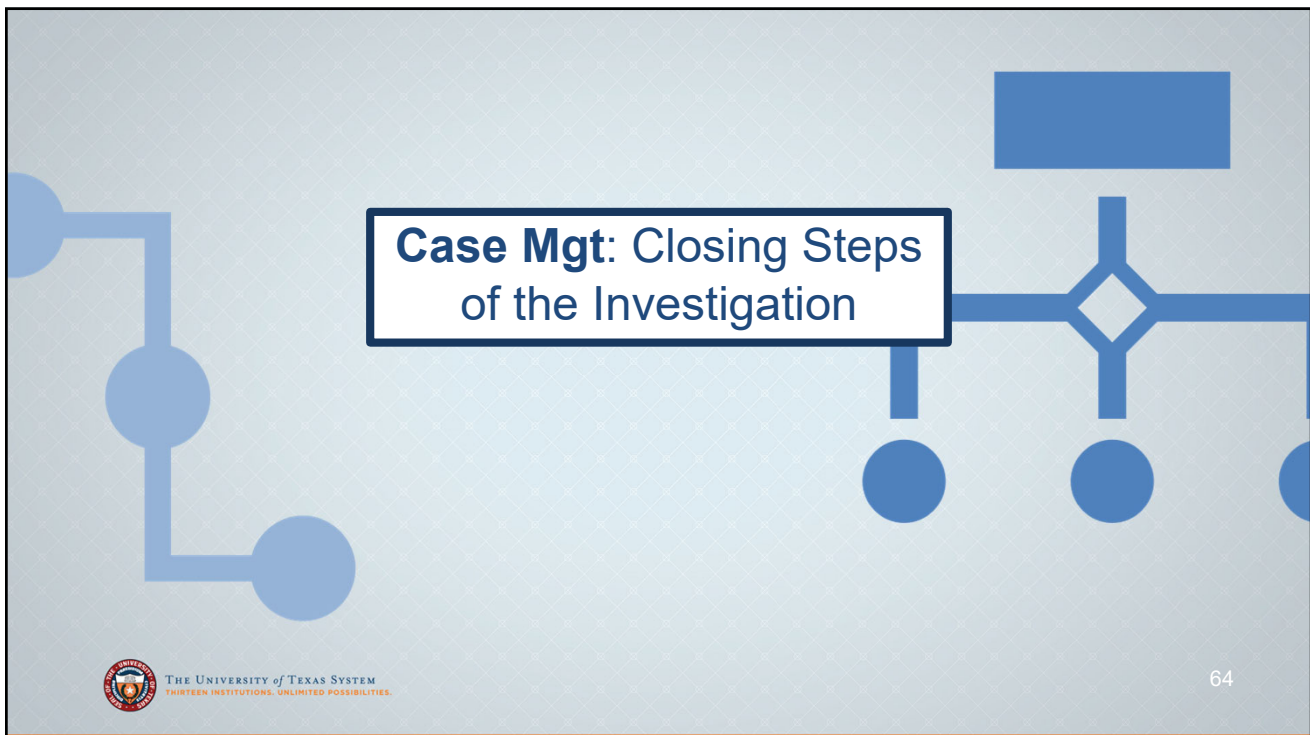 Case Mgt: Closing Steps
of the Investigation
THE UNIVERSITY of TEXAS SYSTEM
THIRTEEN INSTITUTIONS. UNLIMITED POSSIBILITIES.
64